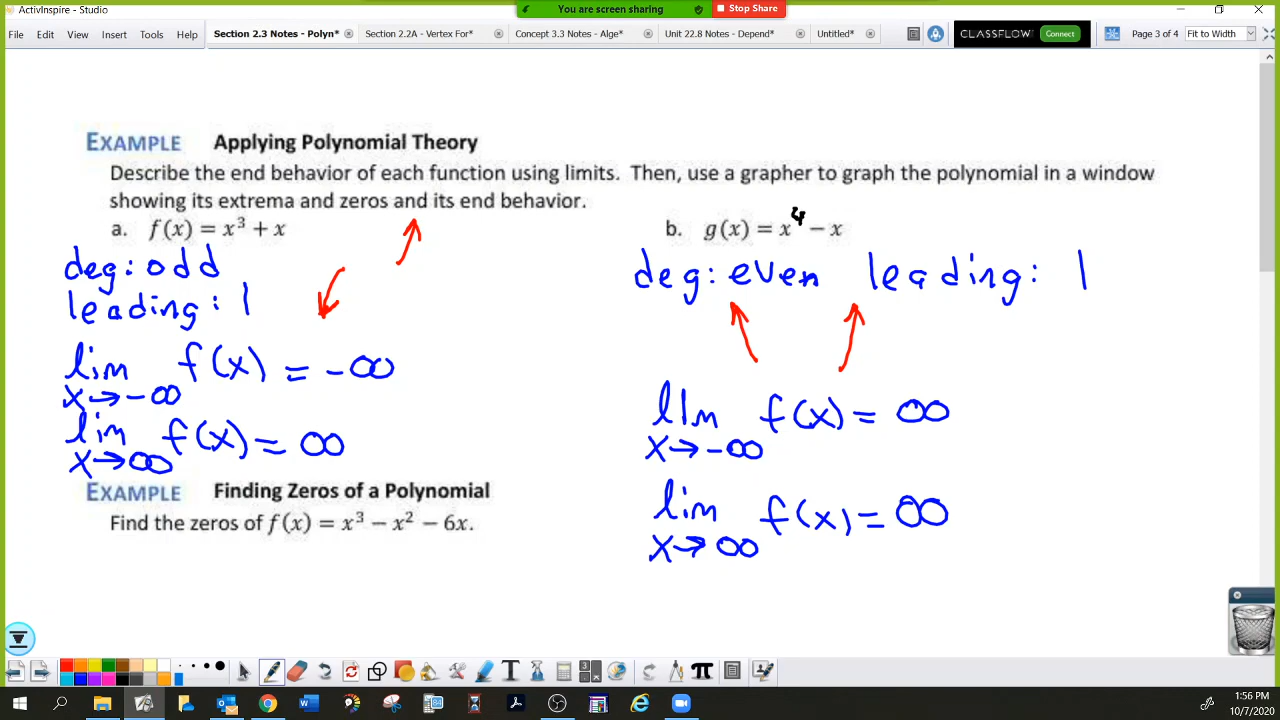 ActivInspire - Studio
You are screen sharing
Stop Share
File Edit View Insert Tools Help
Section 2.3 Notes - Polyn*
Section 2.2A - Vertex For*
Concept 3.3 Notes - Alge*
Unit 22.8 Notes - Depend*
Untitled*
CLASSFLOW Connect
Page 3 of 4
Fit to Width
EXAMPLE Applying Polynomial Theory
Describe the end behavior of each function using limits. Then, use a grapher to graph the polynomial in a window
showing its extrema and zeros and its end behavior.
a. f(x) = x³ + x
deg: odd
leading: 1
lim f(x) = -∞
x→-∞
lim f(x) = ∞
x→∞
b. g(x) = x⁴ − x
deg: even leading: 1
lim f(x) = ∞
x→-∞
lim f(x) = ∞
x→∞
EXAMPLE Finding Zeros of a Polynomial
Find the zeros of f(x) = x³ − x² − 6x.
1:56 PM
10/7/2020